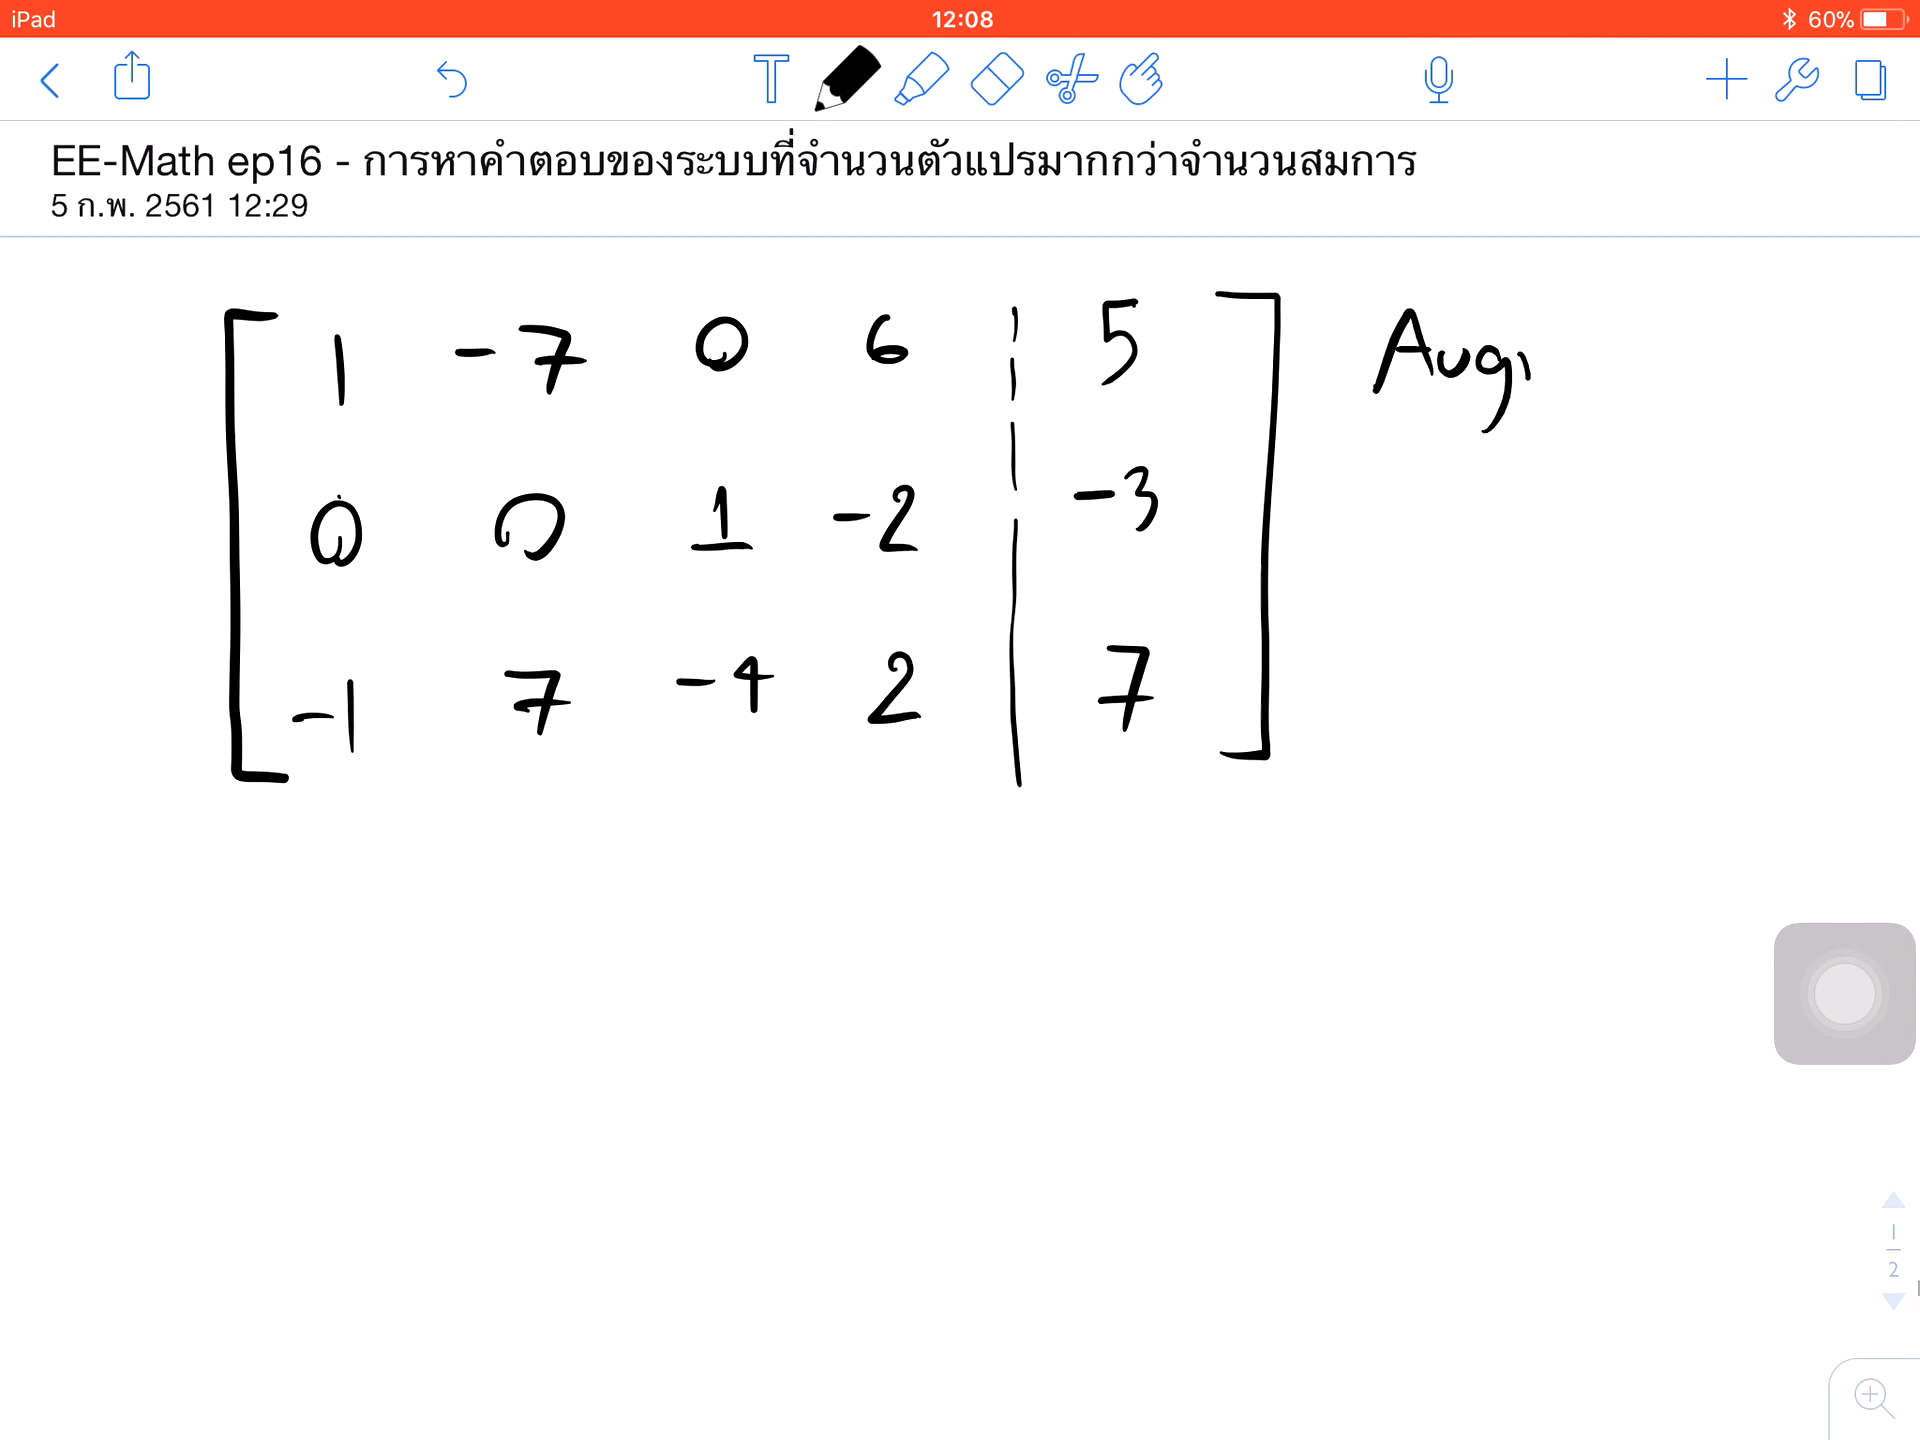 iPad 12:08 60%
T
EE-Math ep16 - การหาคำตอบของระบบที่จำนวนตัวแปรมากกว่าจำนวนสมการ
5 ก.พ. 2561 12:29
1 -7 0 6 5 Aug
0 0 1 -2 -3
-1 7 -4 2 7
1
2